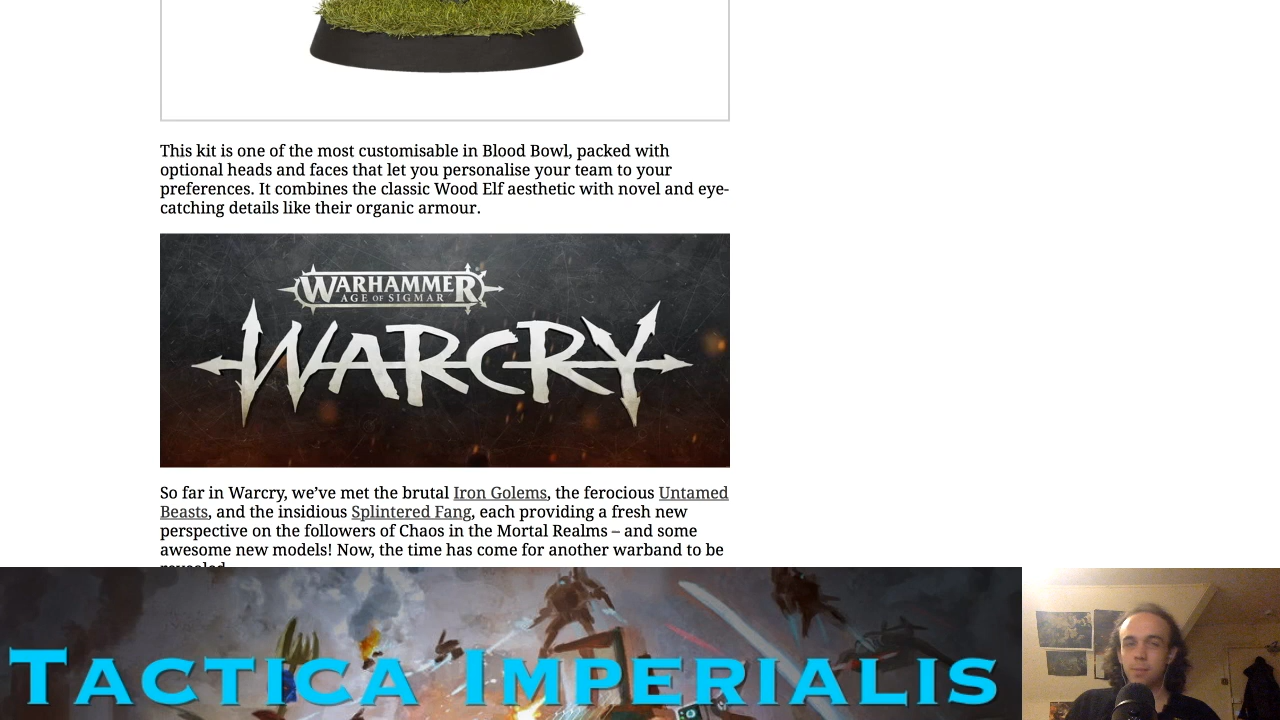 This kit is one of the most customisable in Blood Bowl, packed with
optional heads and faces that let you personalise your team to your
preferences. It combines the classic Wood Elf aesthetic with novel and eye-
catching details like their organic armour.
WARHAMMER
AGE OF SIGMAR
WARCRY
So far in Warcry, we’ve met the brutal Iron Golems, the ferocious Untamed
Beasts, and the insidious Splintered Fang, each providing a fresh new
perspective on the followers of Chaos in the Mortal Realms – and some
awesome new models! Now, the time has come for another warband to be
TACTICA IMPERIALIS